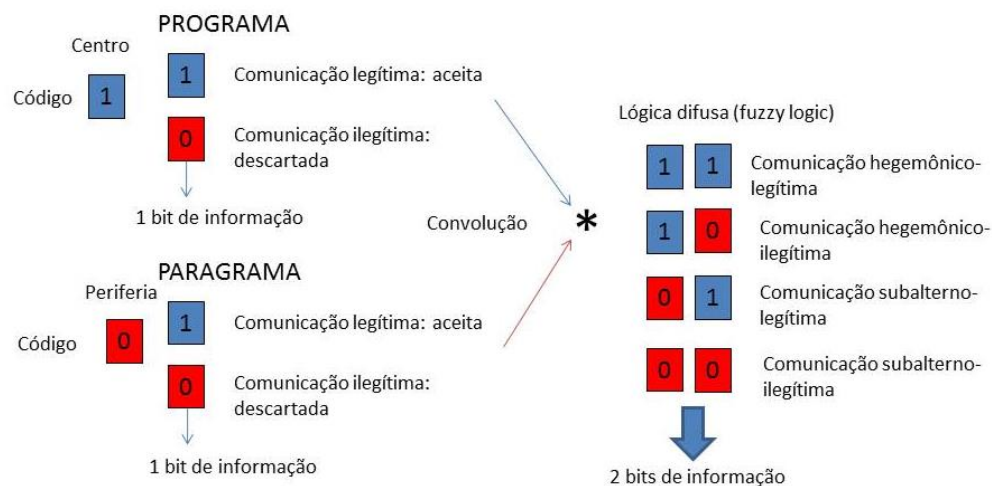 PROGRAMA
Centro
Código
1
1
Comunicação legítima: aceita
0
Comunicação ilegítima:
descartada
1 bit de informação
PARAGRAMA
Periferia
Código
0
1
Comunicação legítima: aceita
0
Comunicação ilegítima:
descartada
1 bit de informação
Convolução
*
Lógica difusa (fuzzy logic)
1 1
Comunicação hegemônico-
legítima
1 0
Comunicação hegemônico-
ilegítima
0 1
Comunicação subalterno-
legítima
0 0
Comunicação subalterno-
ilegítima
2 bits de informação